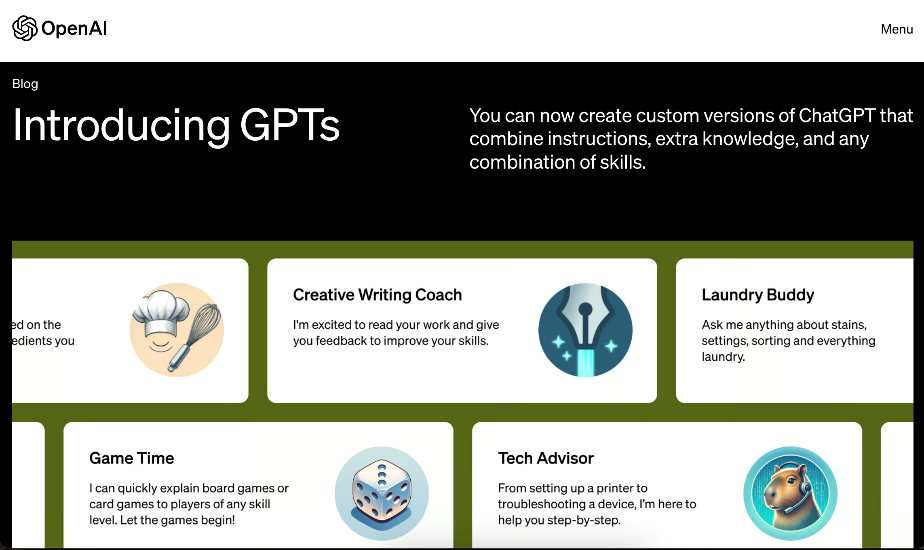 OpenAI
Menu
Blog
Introducing GPTs
You can now create custom versions of ChatGPT that
combine instructions, extra knowledge, and any
combination of skills.
ed on the
edients you
Creative Writing Coach
I'm excited to read your work and give
you feedback to improve your skills.
Laundry Buddy
Ask me anything about stains,
settings, sorting and everything
laundry.
Game Time
I can quickly explain board games or
card games to players of any skill
level. Let the games begin!
Tech Advisor
From setting up a printer to
troubleshooting a device, I'm here to
help you step-by-step.